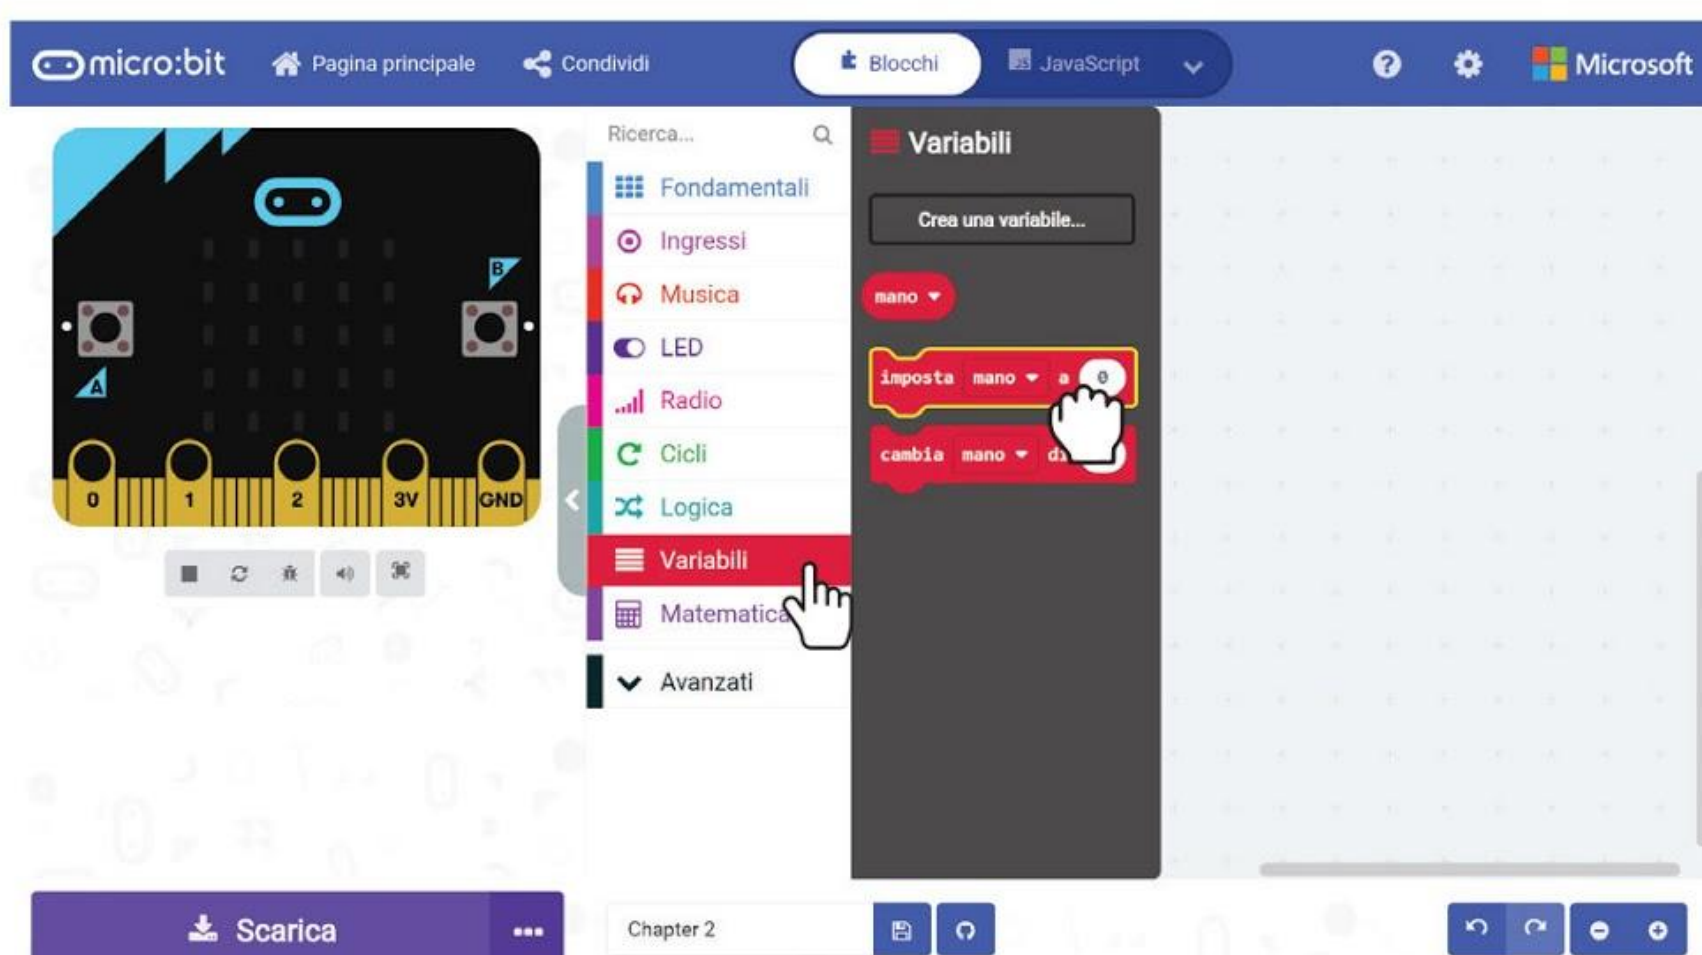 micro:bit
Pagina principale
Condividi
Blocchi
JavaScript
Microsoft
B
A
0
1
2
3V
GND
Ricerca...
Fondamentali
Ingressi
Musica
LED
Radio
Cicli
Logica
Variabili
Matematica
Avanzati
Variabili
Crea una variabile...
mano
imposta mano a 0
cambia mano
Scarica
Chapter 2